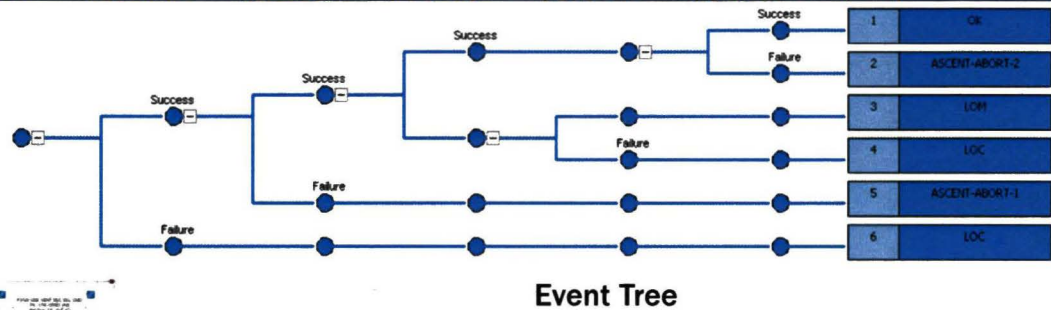 Success
1 OK
Success
Failure
2 ASCENT-ABORT-2
Success
Success
3 LOM
Failure
4 LOC
Failure
5 ASCENT-ABORT-1
Failure
6 LOC
Event Tree